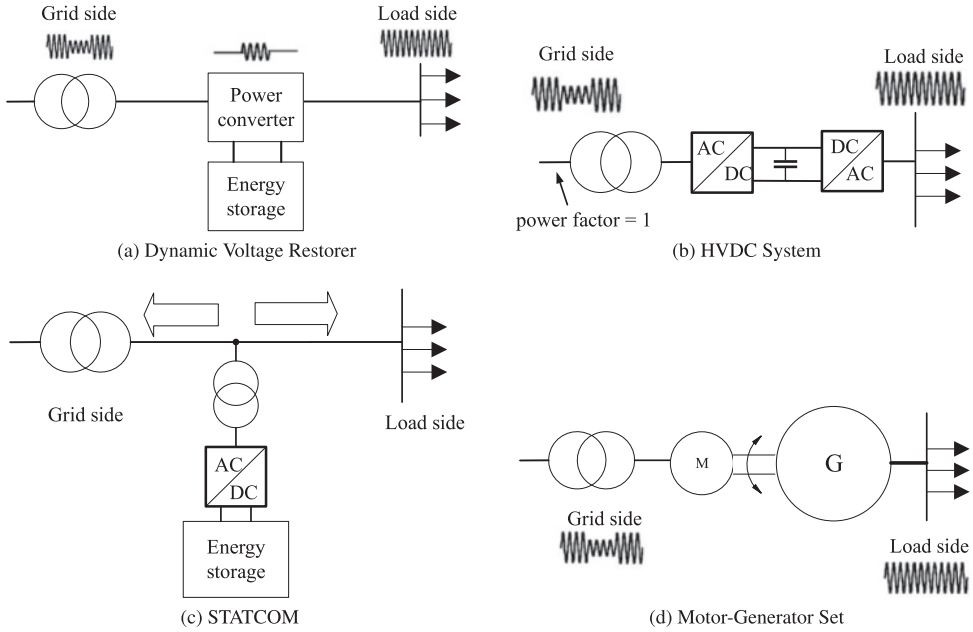 Grid side
Load side
Power
converter
Energy
storage
(a) Dynamic Voltage Restorer
Grid side
Load side
AC
DC
DC
AC
power factor = 1
(b) HVDC System
Grid side
Load side
AC
DC
Energy
storage
(c) STATCOM
M
G
Grid side
Load side
(d) Motor-Generator Set